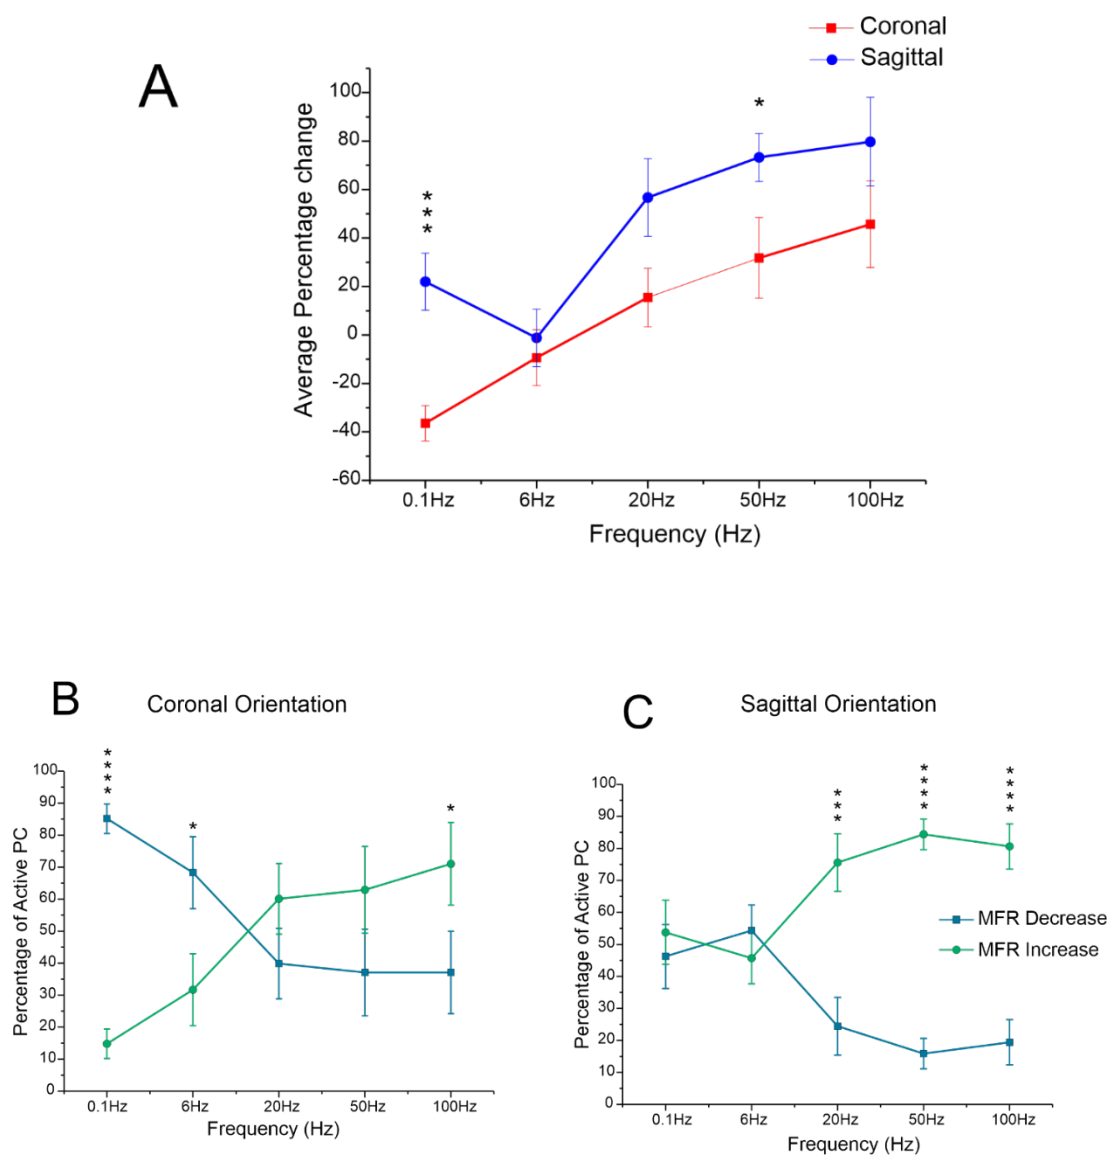 Coronal
Sagittal
A
100
80
60
40
20
0
-20
-40
-60
Average Percentage change
***
*
0.1Hz 6Hz 20Hz 50Hz 100Hz
Frequency (Hz)
B Coronal Orientation
100
90
80
70
60
50
40
30
20
10
0
Percentage of Active PC
****
*
*
0.1Hz 6Hz 20Hz 50Hz 100Hz
Frequency (Hz)
C Sagittal Orientation
100
90
80
70
60
50
40
30
20
10
0
Percentage of Active PC
***
****
****
MFR Decrease
MFR Increase
0.1Hz 6Hz 20Hz 50Hz 100Hz
Frequency (Hz)